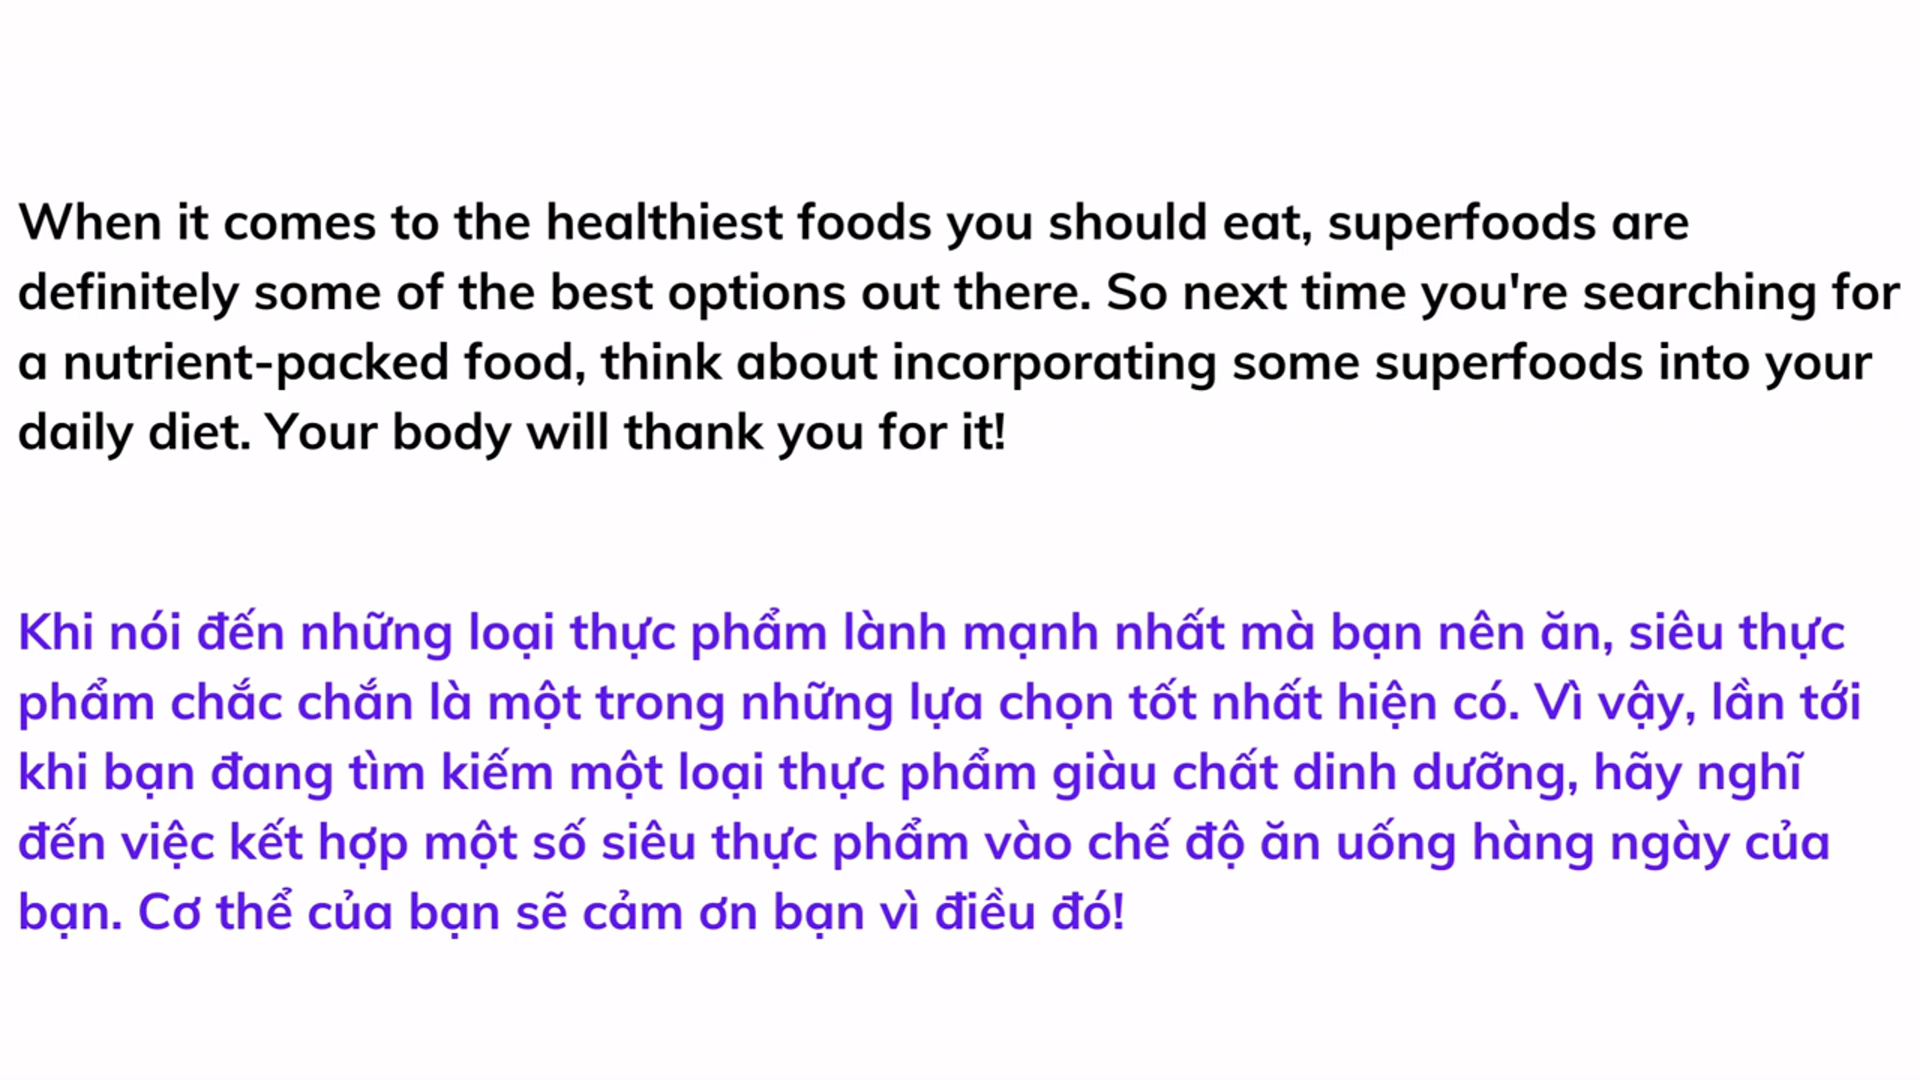 When it comes to the healthiest foods you should eat, superfoods are
definitely some of the best options out there. So next time you're searching for
a nutrient-packed food, think about incorporating some superfoods into your
daily diet. Your body will thank you for it!
Khi nói đến những loại thực phẩm lành mạnh nhất mà bạn nên ăn, siêu thực
phẩm chắc chắn là một trong những lựa chọn tốt nhất hiện có. Vì vậy, lần tới
khi bạn đang tìm kiếm một loại thực phẩm giàu chất dinh dưỡng, hãy nghĩ
đến việc kết hợp một số siêu thực phẩm vào chế độ ăn uống hàng ngày của
bạn. Cơ thể của bạn sẽ cảm ơn bạn vì điều đó!